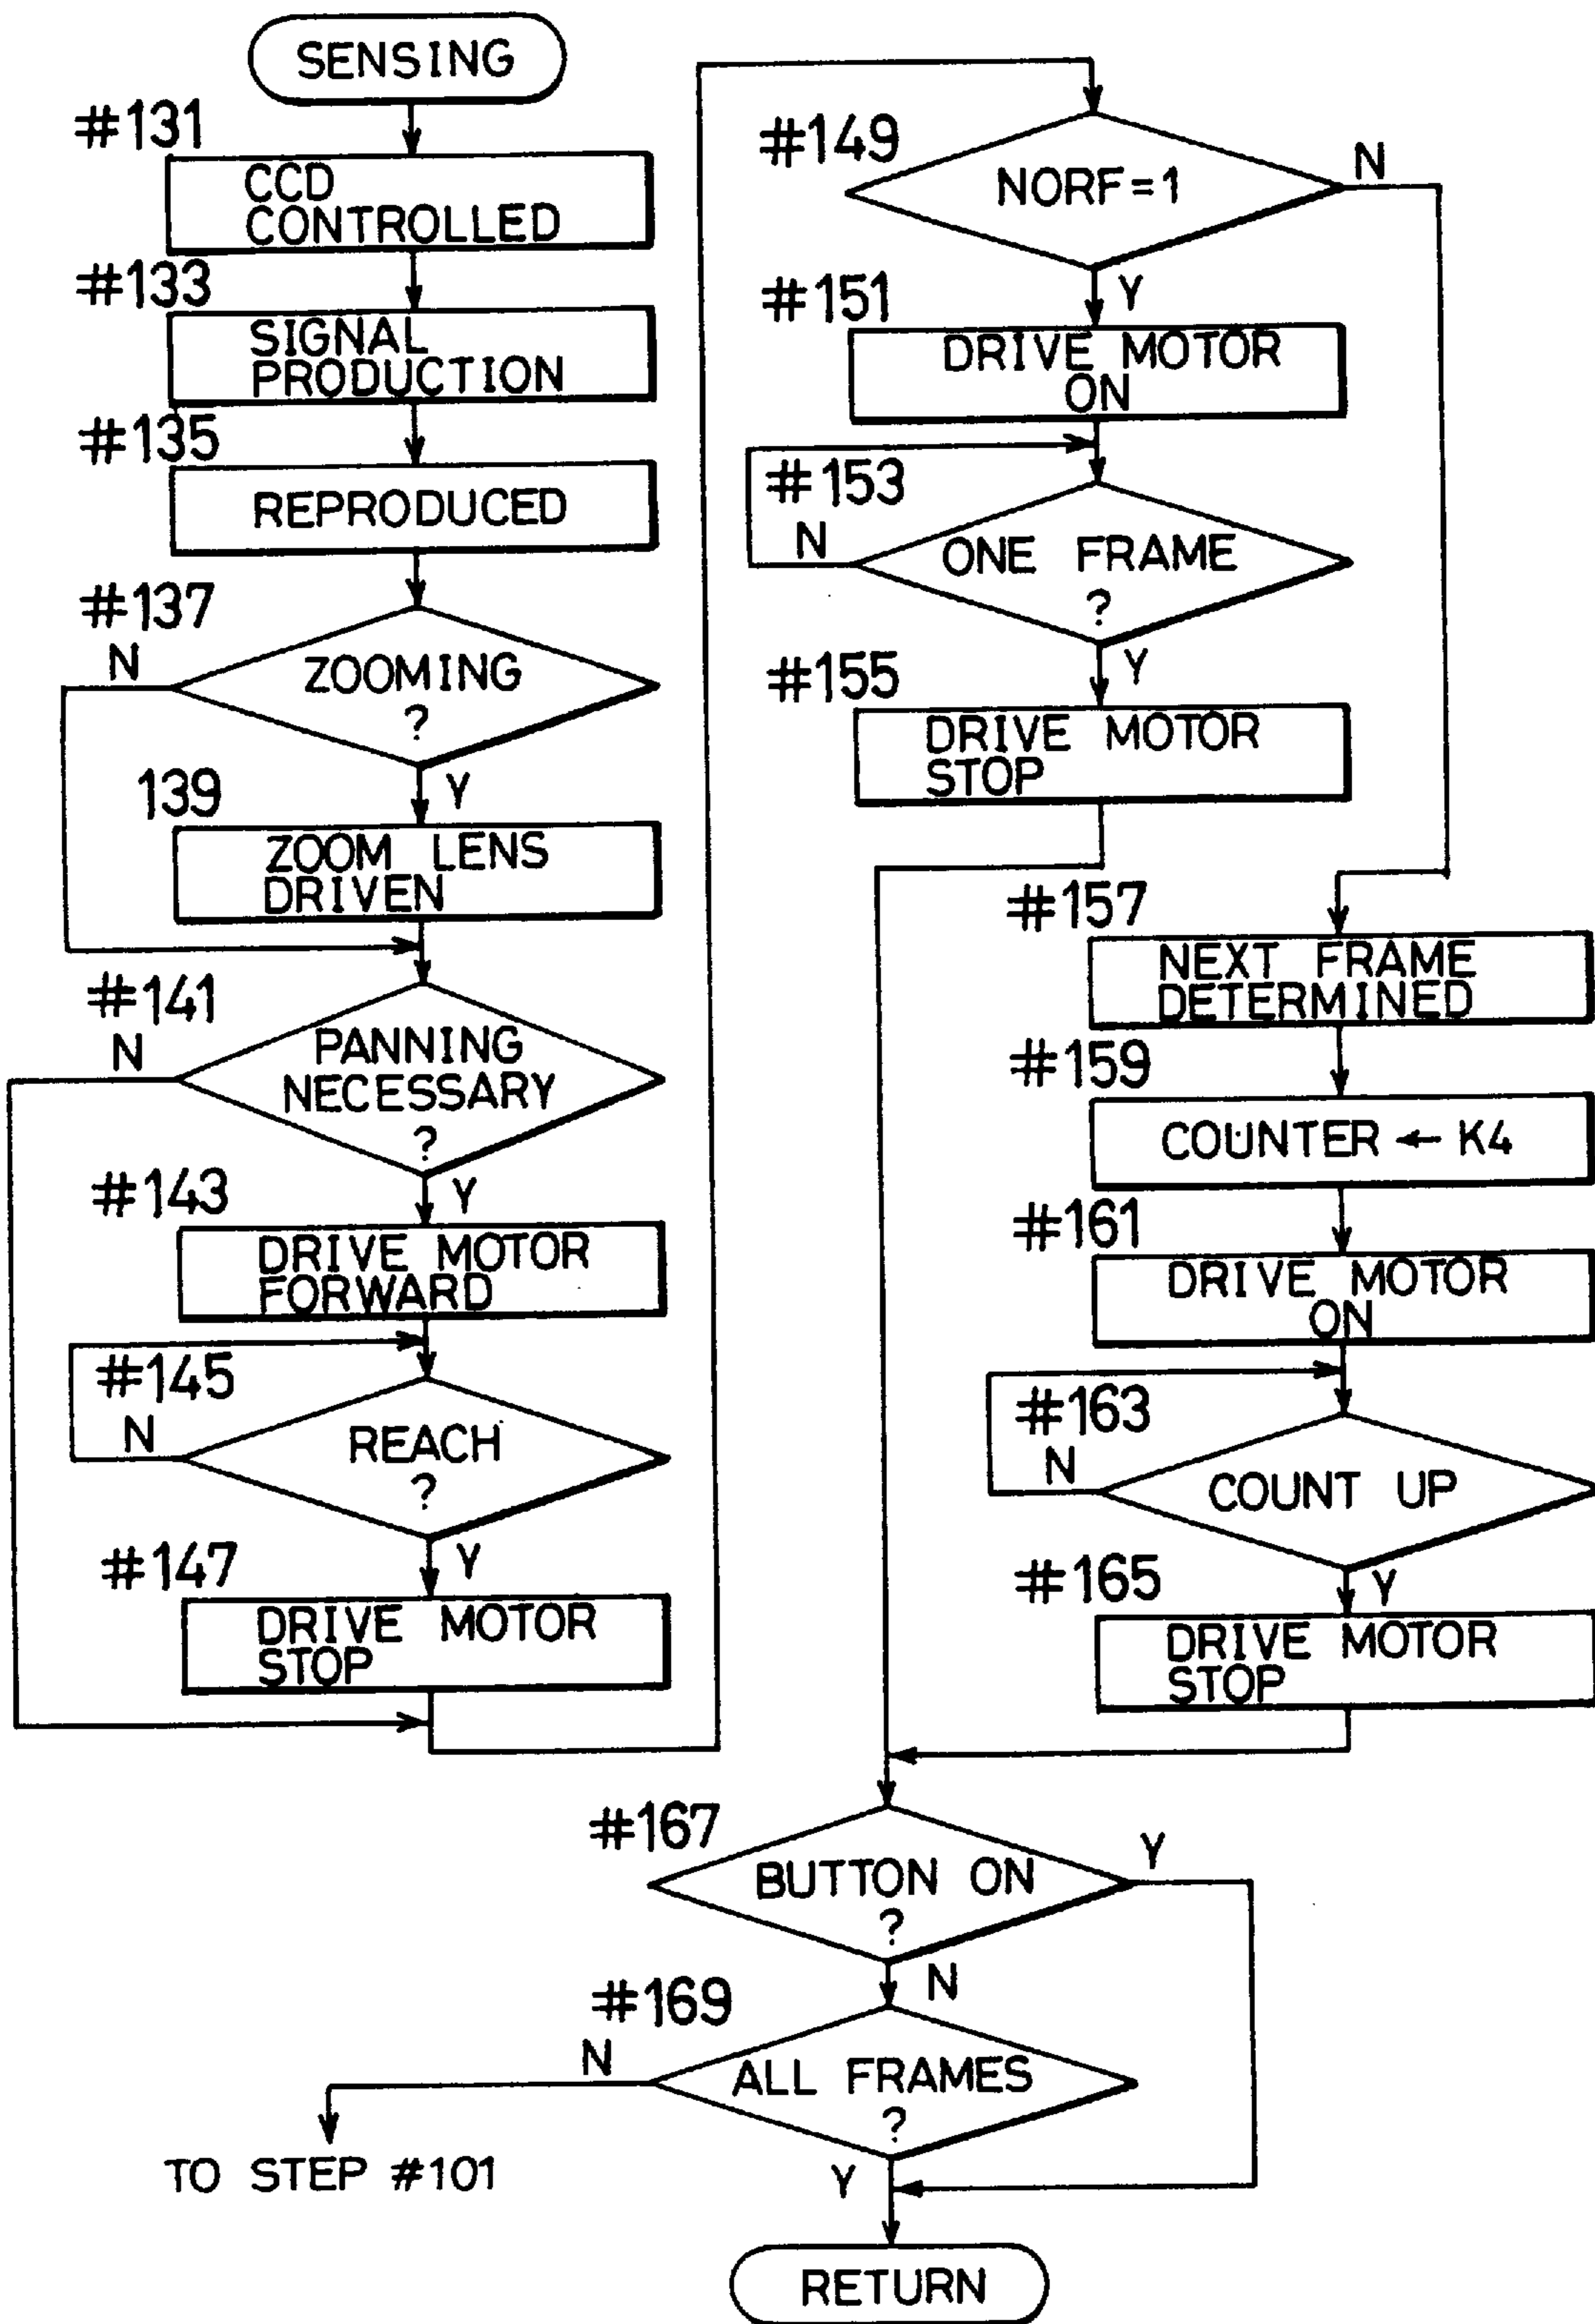 SENSING
#131
CCD
CONTROLLED
#133
SIGNAL
PRODUCTION
#135
REPRODUCED
#137
N
ZOOMING
?
Y
139
ZOOM LENS
DRIVEN
#141
N
PANNING
NECESSARY
?
Y
#143
DRIVE MOTOR
FORWARD
#145
N
REACH
?
Y
#147
DRIVE MOTOR
STOP
#149
NORF=1
N
Y
#151
DRIVE MOTOR
ON
#153
N
ONE FRAME
?
Y
#155
DRIVE MOTOR
STOP
#157
NEXT FRAME
DETERMINED
#159
COUNTER ← K4
#161
DRIVE MOTOR
ON
#163
N
COUNT UP
Y
#165
DRIVE MOTOR
STOP
#167
BUTTON ON
?
Y
N
#169
N
ALL FRAMES
?
Y
TO STEP #101
RETURN